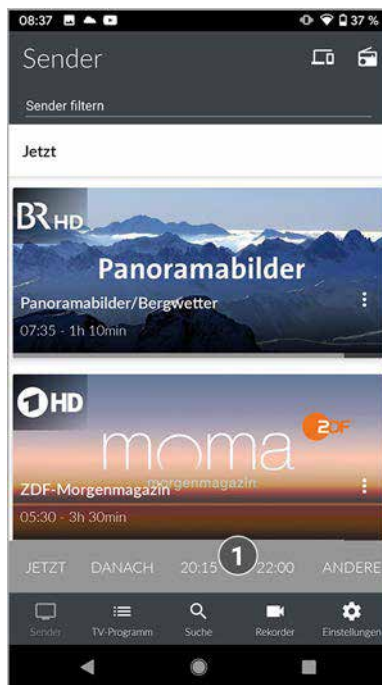 08:37
37 %
Sender
Sender filtern
Jetzt
BR HD
Panoramabilder
Panoramabilder/Bergwetter
07:35 - 1h 10min
1 HD
ZDF
moma
morgenmagazin
ZDF-Morgenmagazin
05:30 - 3h 30min
JETZT DANACH 20:15 1 22:00 ANDERE
Sender TV-Programm Suche Rekorder Einstellungen